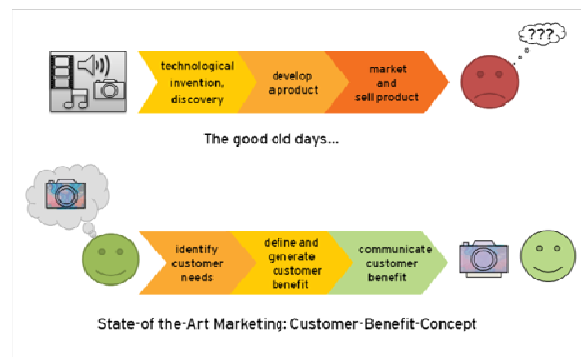 ???
technological
invention,
discovery
develop
a product
market
and
sell product
The good old days...
identify
customer
needs
define and
generate
customer
benefit
communicate
customer
benefit
State-of the-Art Marketing: Customer-Benefit-Concept